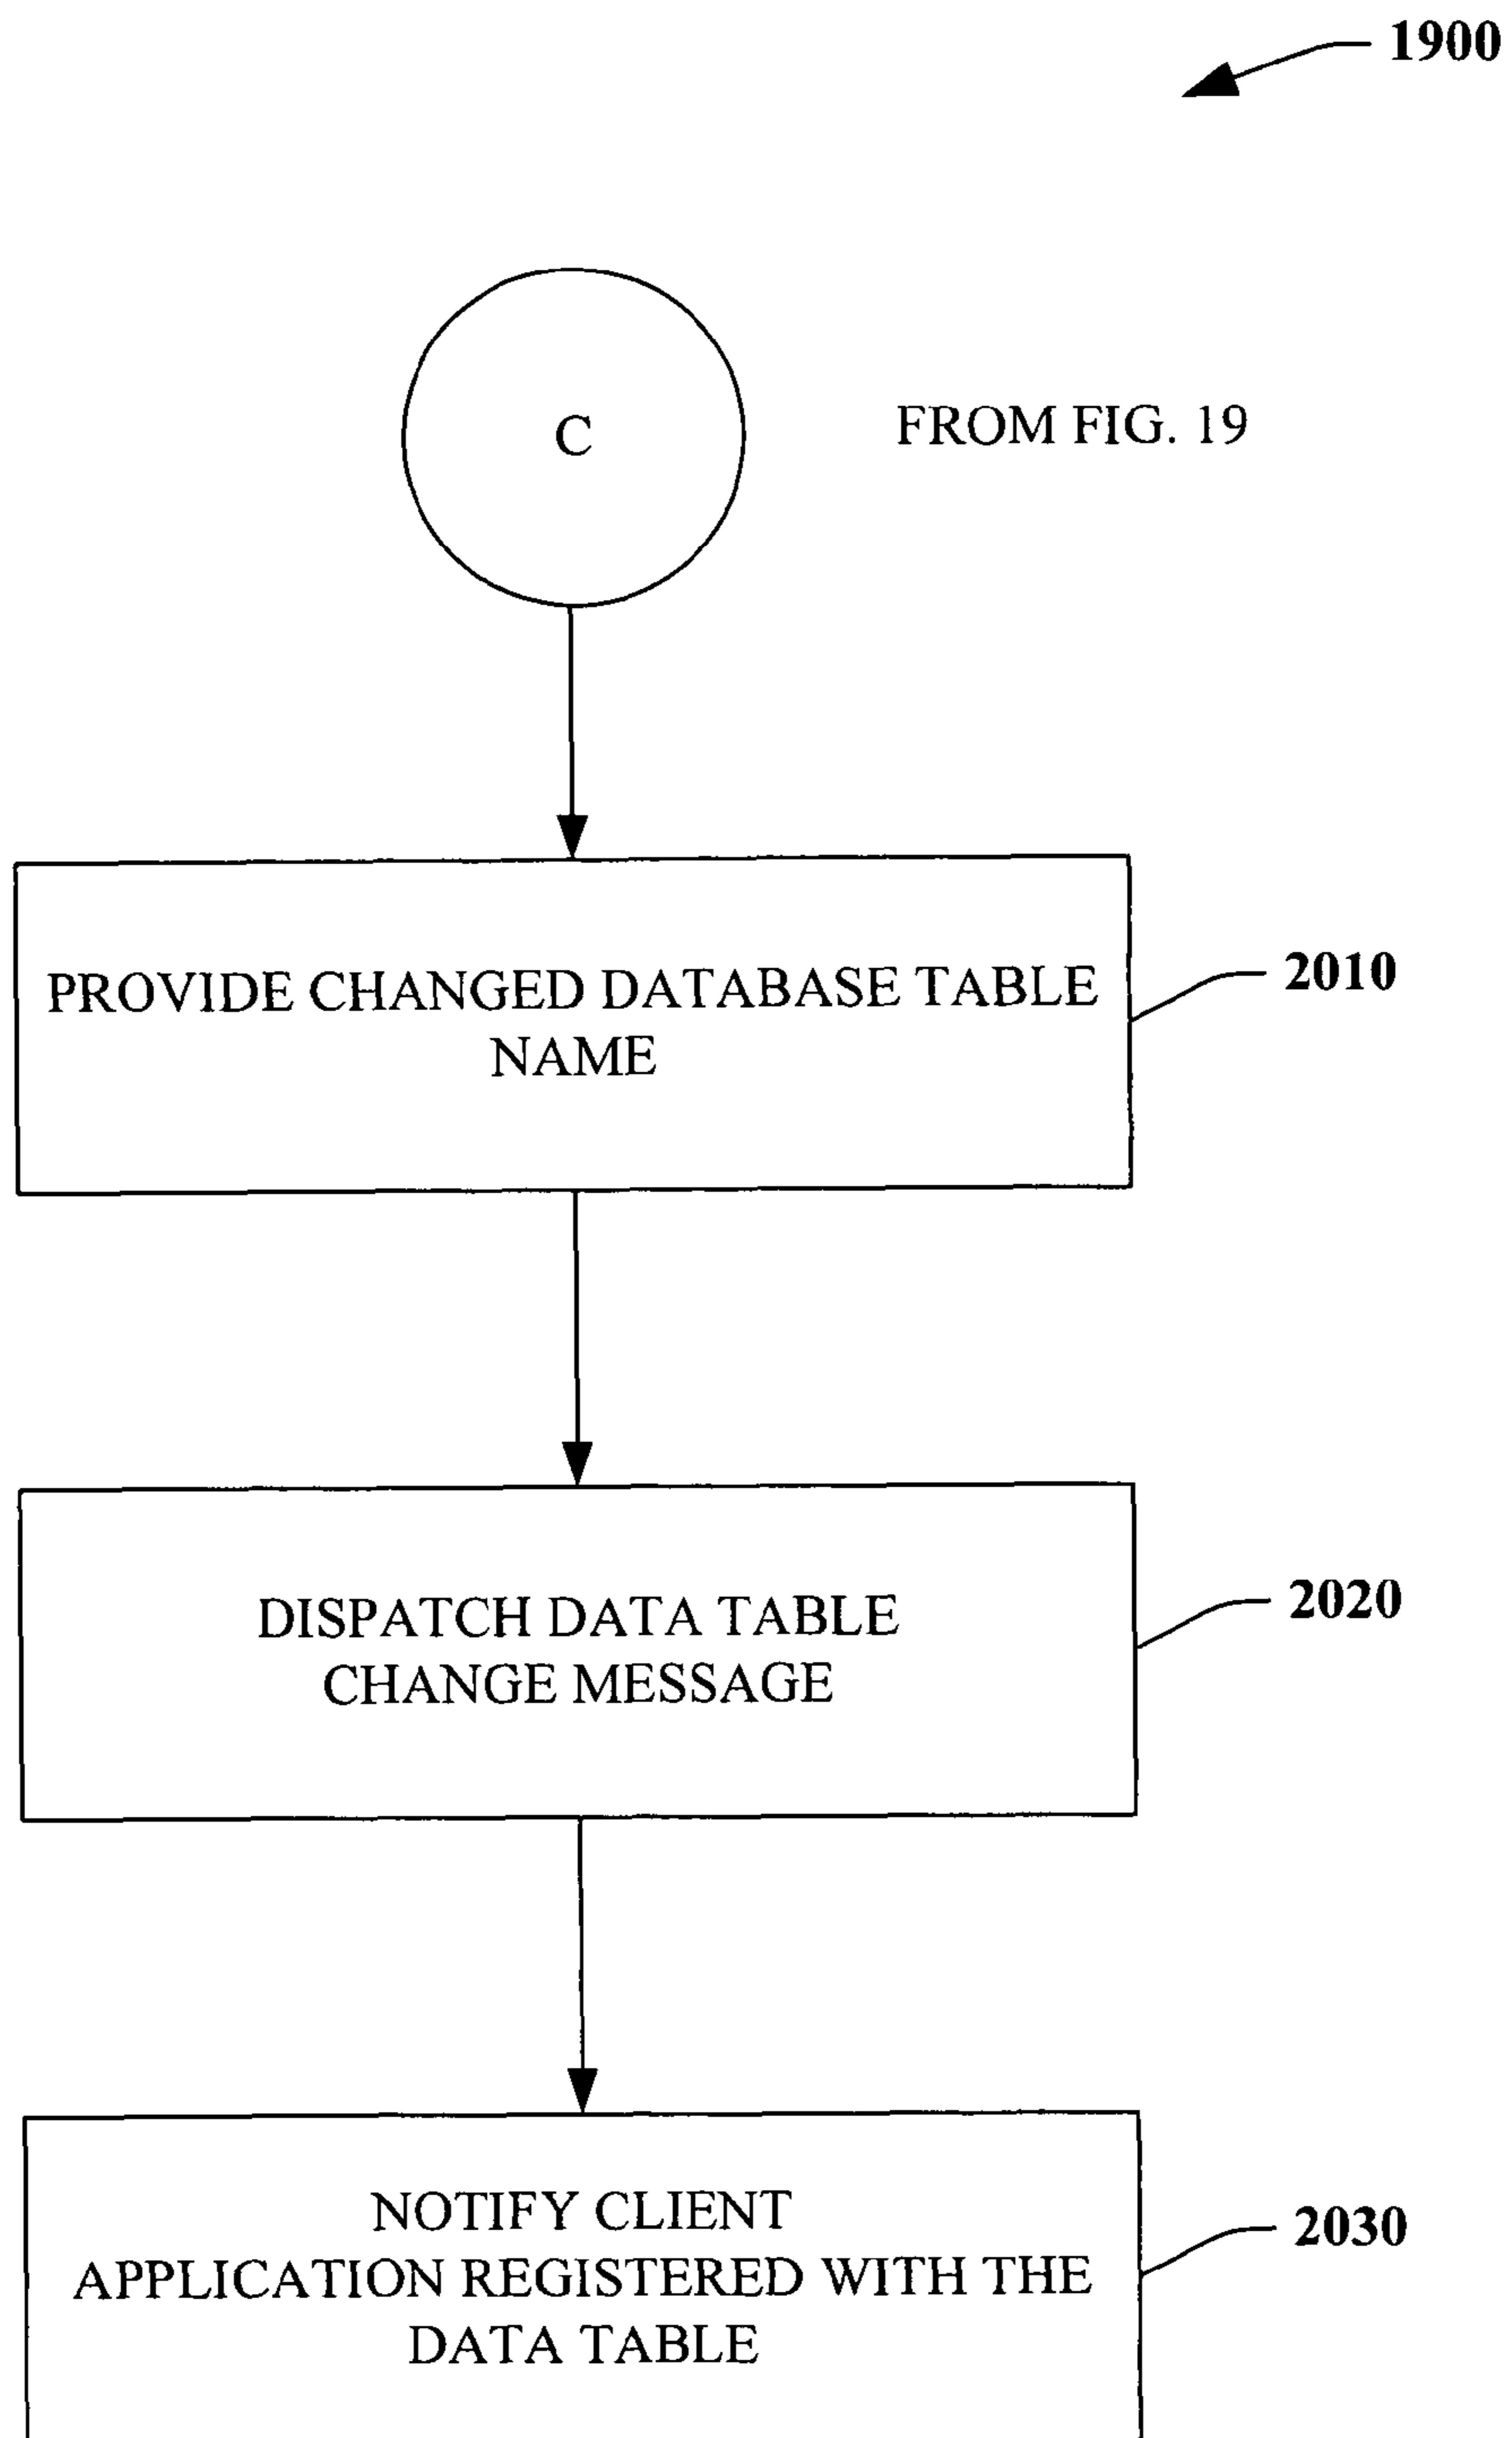 1900
C
FROM FIG. 19
PROVIDE CHANGED DATABASE TABLE
NAME
2010
DISPATCH DATA TABLE
CHANGE MESSAGE
2020
NOTIFY CLIENT
APPLICATION REGISTERED WITH THE
DATA TABLE
2030